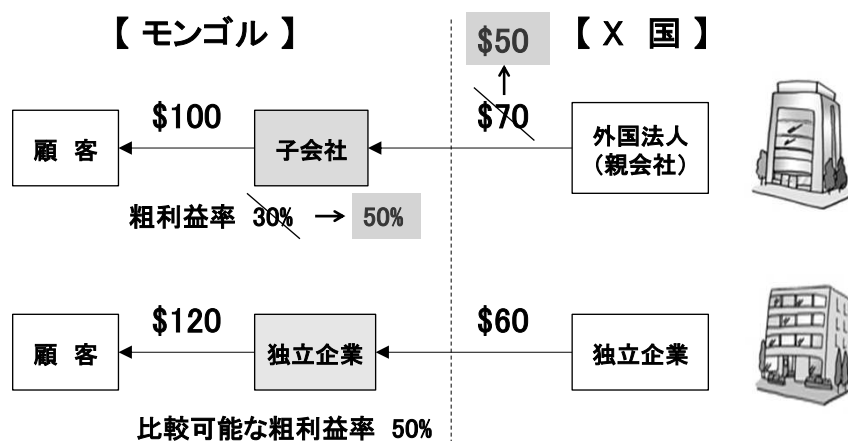 【 モンゴル 】
$50
【 X 国 】
$100
$70
顧 客
子会社
外国法人
（親会社）
粗利益率 30% → 50%
$120
$60
顧 客
独立企業
独立企業
比較可能な粗利益率 50%